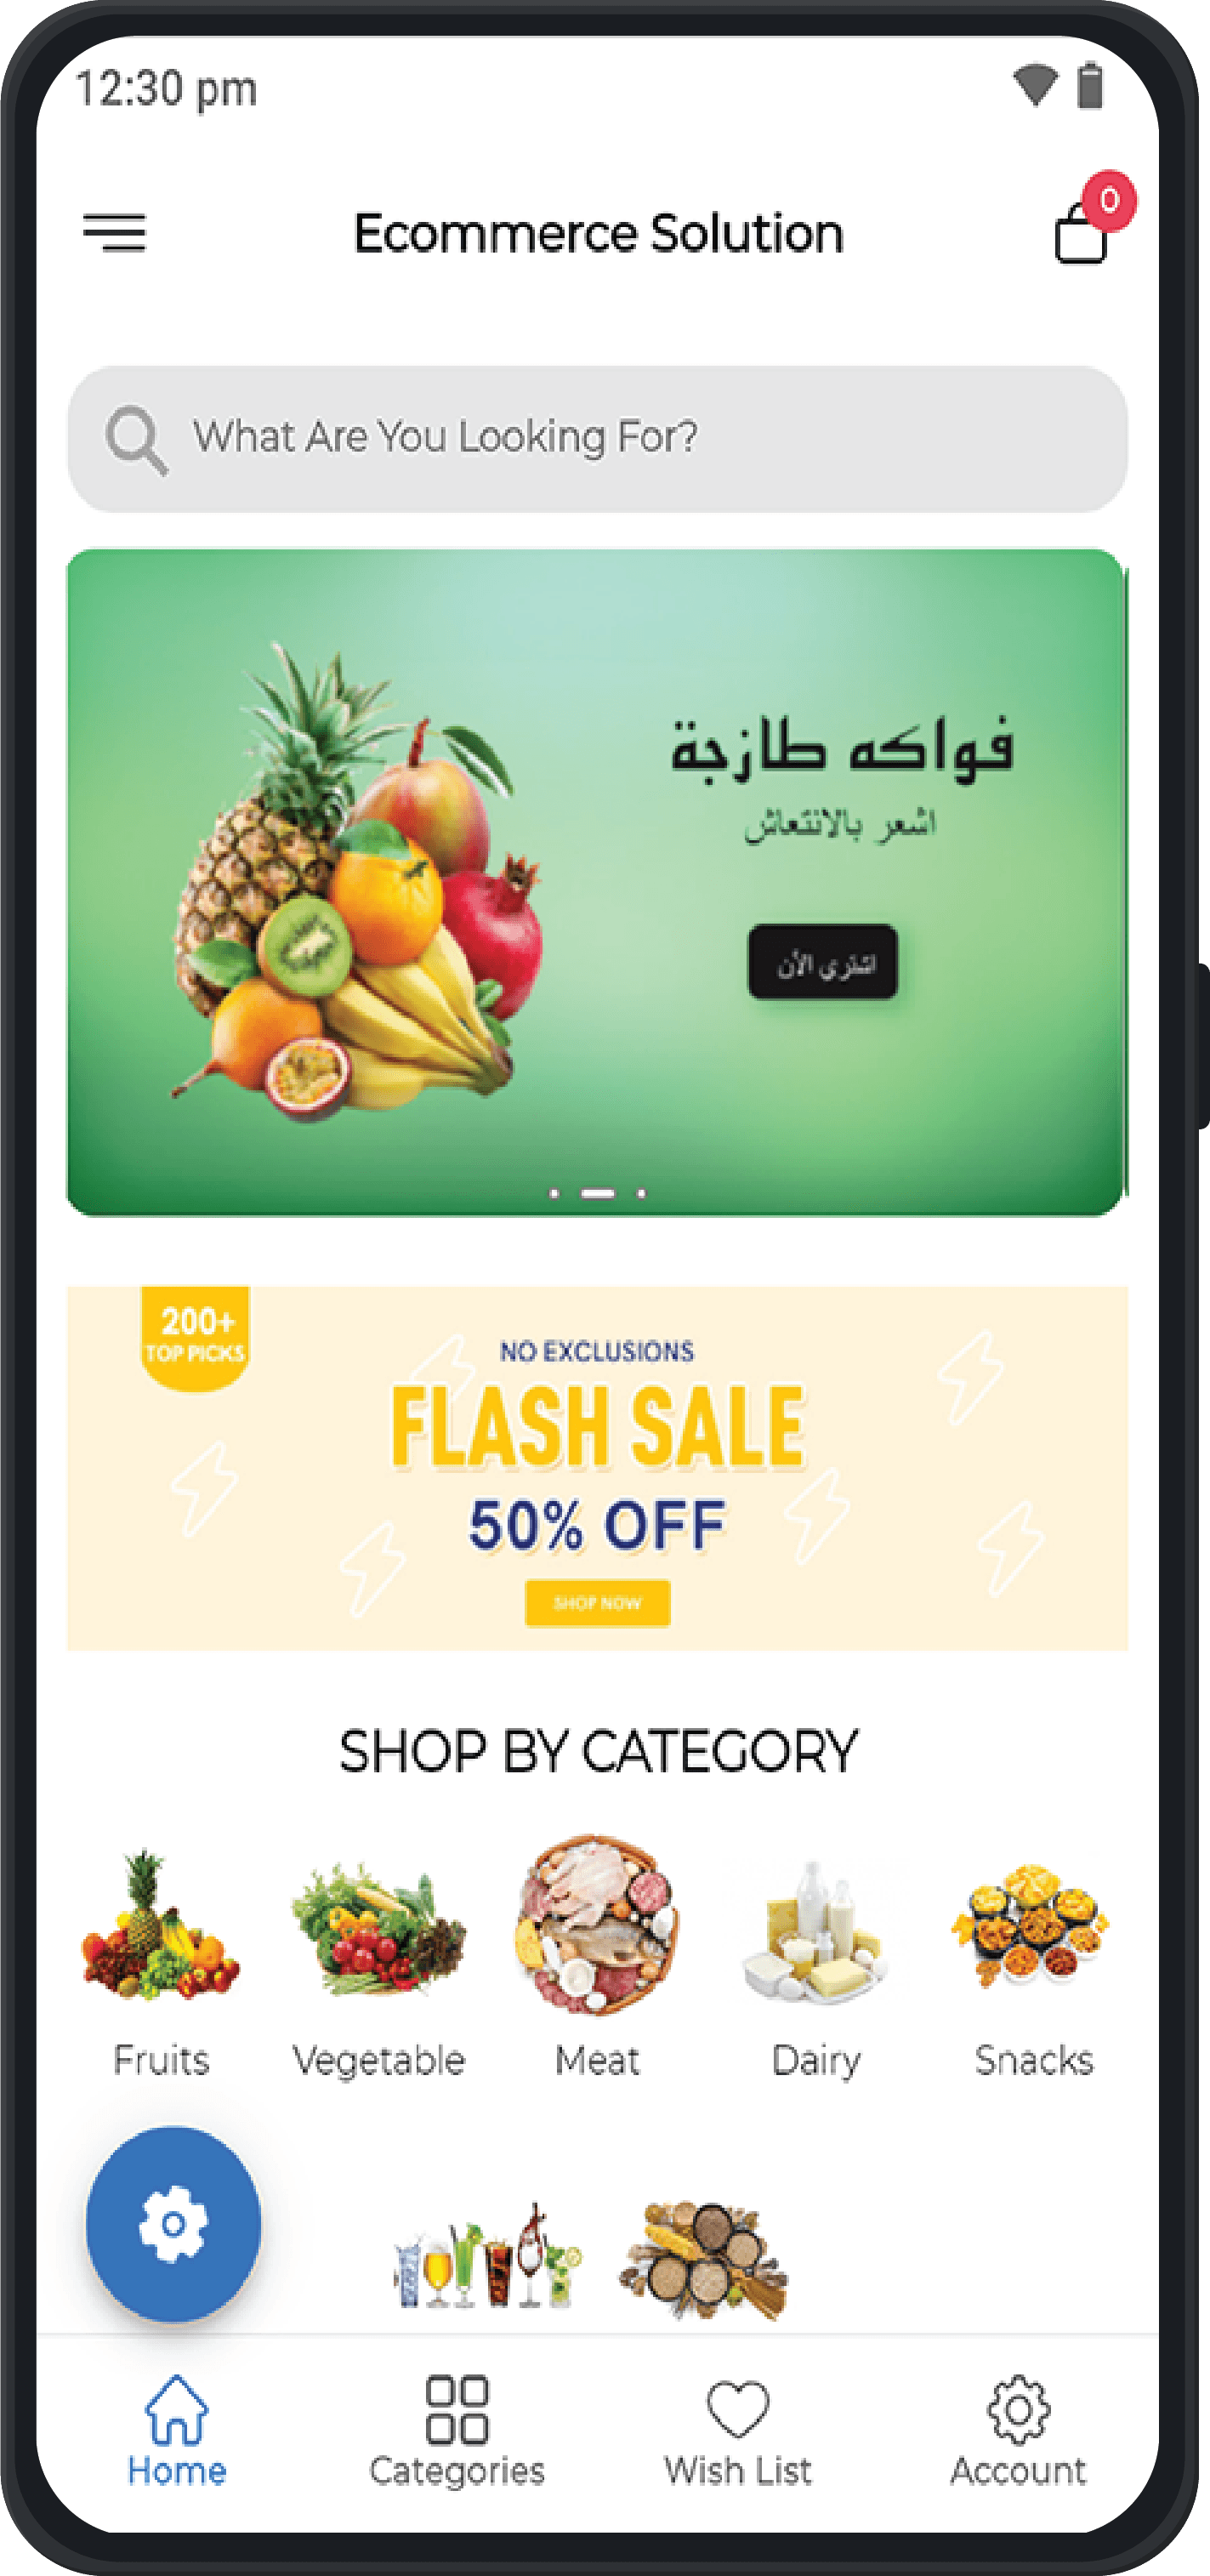 12:30 pm
Ecommerce Solution
0
What Are You Looking For?
فواكه طازجة
اشعر بالانتعاش
اشتري الأن
200+
TOP PICKS
NO EXCLUSIONS
FLASH SALE
50% OFF
SHOP NOW
SHOP BY CATEGORY
Fruits Vegetable Meat Dairy Snacks
Home Categories Wish List Account